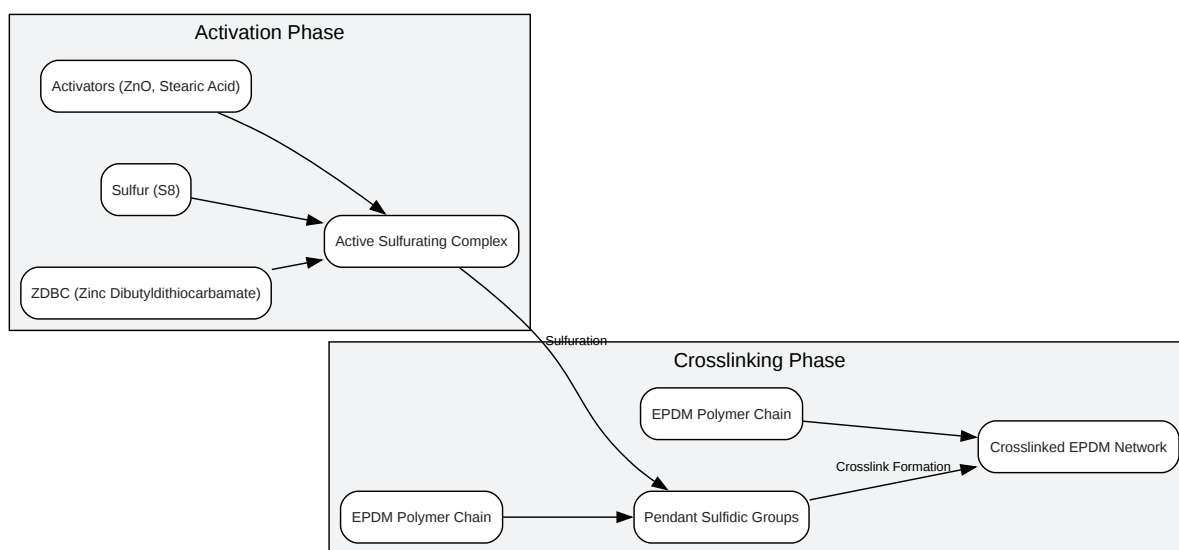 Activation Phase
Activators (ZnO, Stearic Acid)
Sulfur (S8)
Active Sulfurating Complex
ZDBC (Zinc Dibutyldithiocarbamate)
Sulfuration
Crosslinking Phase
EPDM Polymer Chain
Crosslinked EPDM Network
Crosslink Formation
EPDM Polymer Chain
Pendant Sulfidic Groups